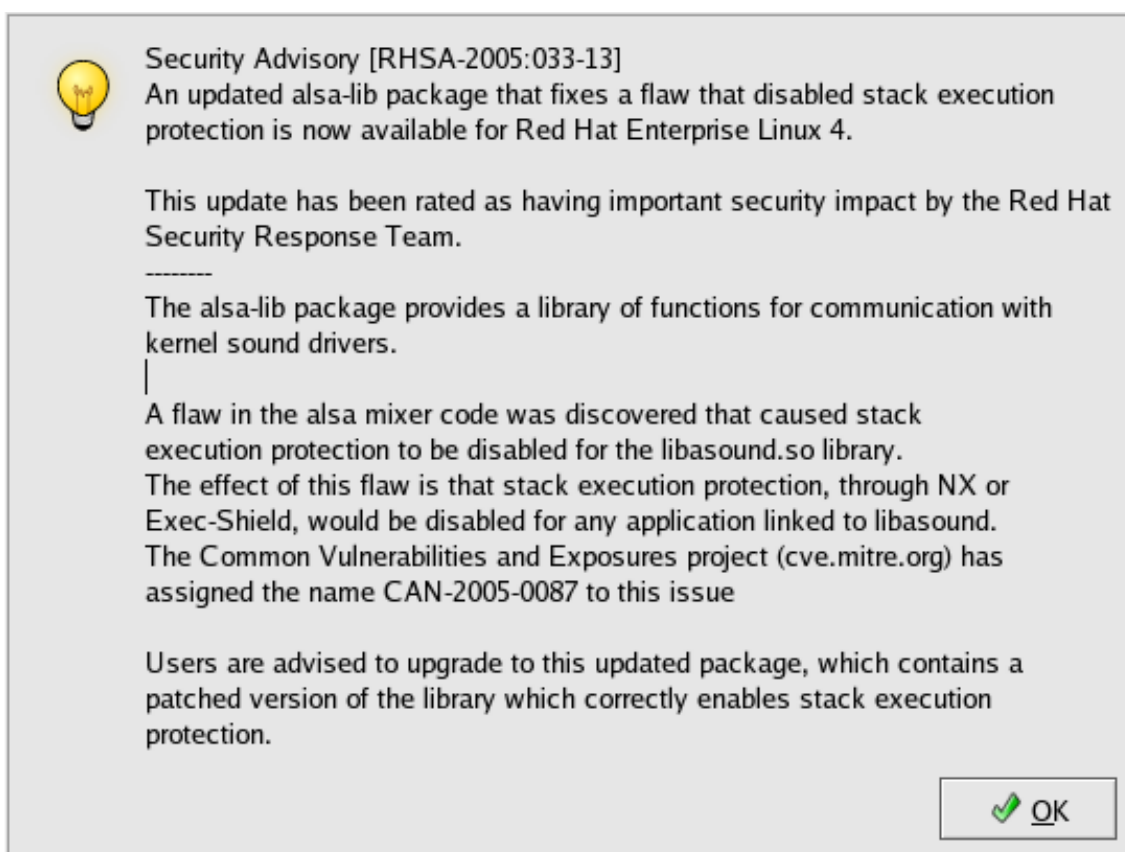 Security Advisory [RHSA-2005:033-13]
An updated alsa-lib package that fixes a flaw that disabled stack execution
protection is now available for Red Hat Enterprise Linux 4.
This update has been rated as having important security impact by the Red Hat
Security Response Team.
--------
The alsa-lib package provides a library of functions for communication with
kernel sound drivers.
A flaw in the alsa mixer code was discovered that caused stack
execution protection to be disabled for the libasound.so library.
The effect of this flaw is that stack execution protection, through NX or
Exec-Shield, would be disabled for any application linked to libasound.
The Common Vulnerabilities and Exposures project (cve.mitre.org) has
assigned the name CAN-2005-0087 to this issue
Users are advised to upgrade to this updated package, which contains a
patched version of the library which correctly enables stack execution
protection.
OK